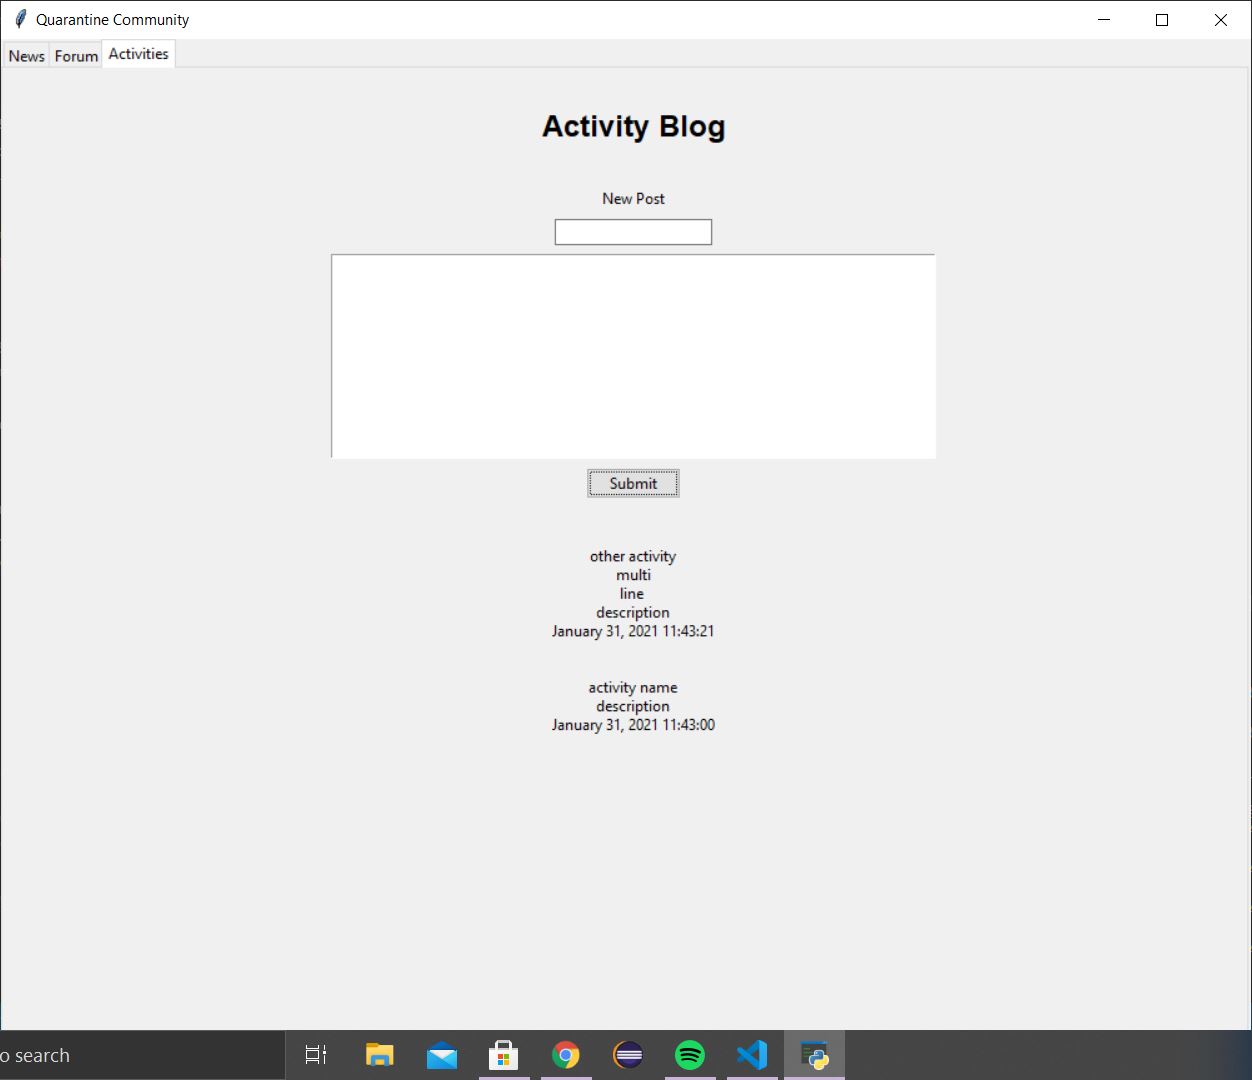 Quarantine Community
News Forum Activities
Activity Blog
New Post
Submit
other activity
multi
line
description
January 31, 2021 11:43:21
activity name
description
January 31, 2021 11:43:00
o search